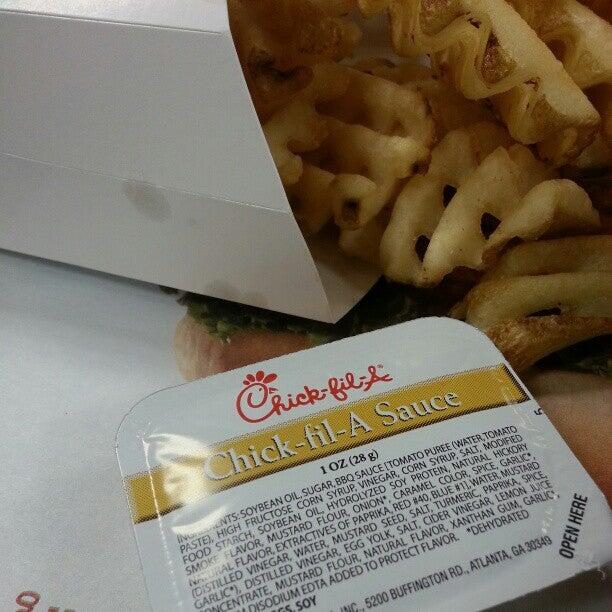 Chick-fil-A
Chick-fil-A Sauce
1 OZ (28 g)
INGREDIENTS: SOYBEAN OIL, SUGAR, BBQ SAUCE [TOMATO PUREE (WATER, TOMATO
PASTE), HIGH FRUCTOSE CORN SYRUP, VINEGAR, CORN SYRUP, SALT, MODIFIED
FOOD STARCH, SOYBEAN OIL, HYDROLYZED SOY PROTEIN, NATURAL HICKORY
SMOKE FLAVOR, MUSTARD FLOUR, ONION*, CARAMEL COLOR, SPICE, GARLIC*,
NATURAL FLAVOR, EXTRACTIVES OF PAPRIKA, RED #40, BLUE #1], WATER, MUSTARD
(DISTILLED VINEGAR, WATER, MUSTARD SEED, SALT, TURMERIC, PAPRIKA, SPICE,
GARLIC*), DISTILLED VINEGAR, EGG YOLK, SALT, CIDER VINEGAR, LEMON JUICE
CONCENTRATE, MUSTARD FLOUR, NATURAL FLAVOR, XANTHAN GUM, GARLIC*,
DISODIUM EDTA ADDED TO PROTECT FLAVOR. *DEHYDRATED
SOY
INC., 5200 BUFFINGTON RD., ATLANTA, GA 30349
OPEN HERE